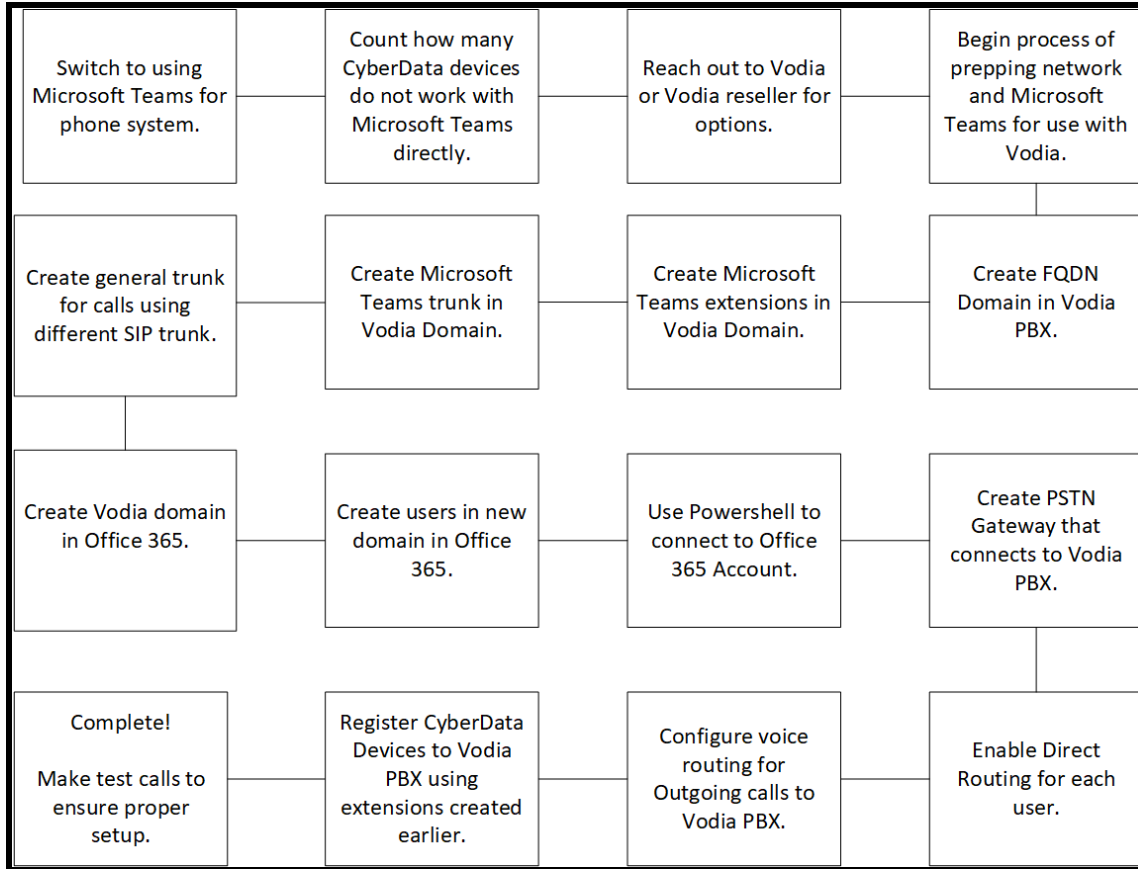 Switch to using
Microsoft Teams for
phone system.
Count how many
CyberData devices
do not work with
Microsoft Teams
directly.
Reach out to Vodia
or Vodia reseller for
options.
Begin process of
prepping network
and Microsoft
Teams for use with
Vodia.
Create FQDN
Domain in Vodia
PBX.
Create Microsoft
Teams extensions in
Vodia Domain.
Create Microsoft
Teams trunk in
Vodia Domain.
Create general trunk
for calls using
different SIP trunk.
Create Vodia domain
in Office 365.
Create users in new
domain in Office
365.
Use Powershell to
connect to Office
365 Account.
Create PSTN
Gateway that
connects to Vodia
PBX.
Enable Direct
Routing for each
user.
Configure voice
routing for
Outgoing calls to
Vodia PBX.
Register CyberData
Devices to Vodia
PBX using
extensions created
earlier.
Complete!
Make test calls to
ensure proper
setup.